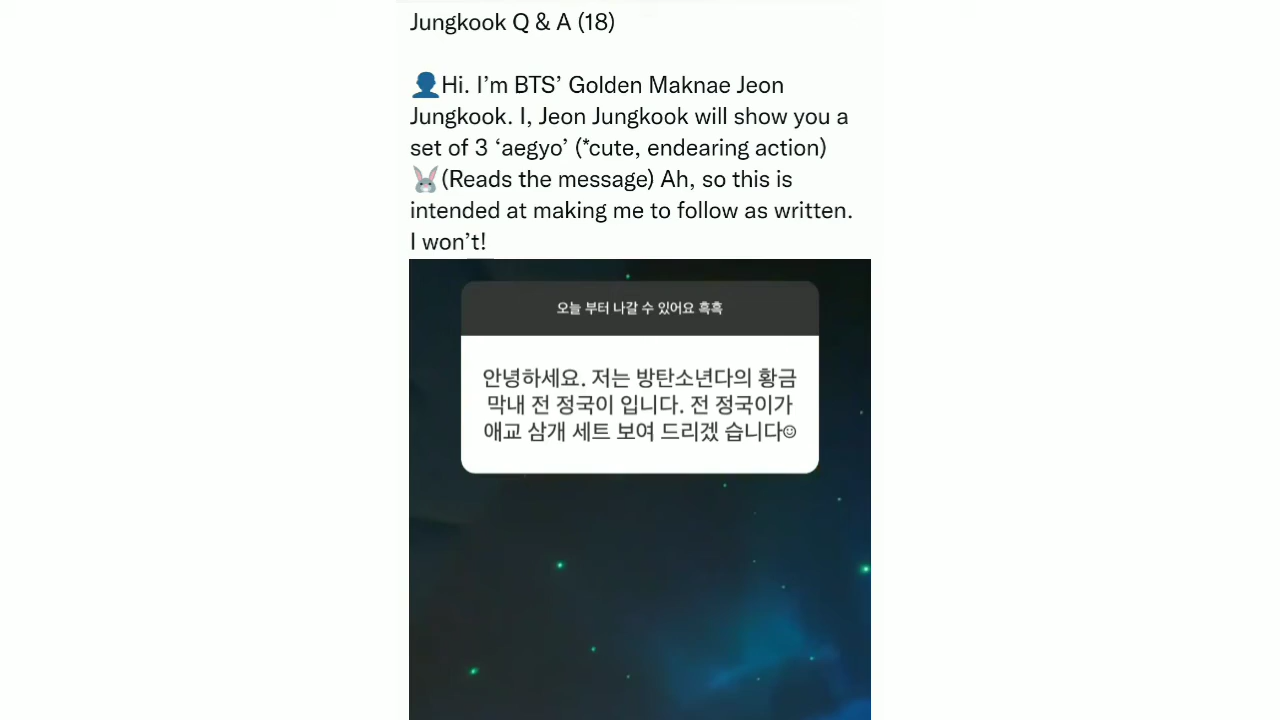 Jungkook Q & A (18)
👤Hi. I’m BTS’ Golden Maknae Jeon
Jungkook. I, Jeon Jungkook will show you a
set of 3 ‘aegyo’ (*cute, endearing action)
🐰(Reads the message) Ah, so this is
intended at making me to follow as written.
I won’t!
오늘 부터 나갈 수 있어요 흑흑
안녕하세요. 저는 방탄소년다의 황금
막내 전 정국이 입니다. 전 정국이가
애교 삼개 세트 보여 드리겠 습니다☺